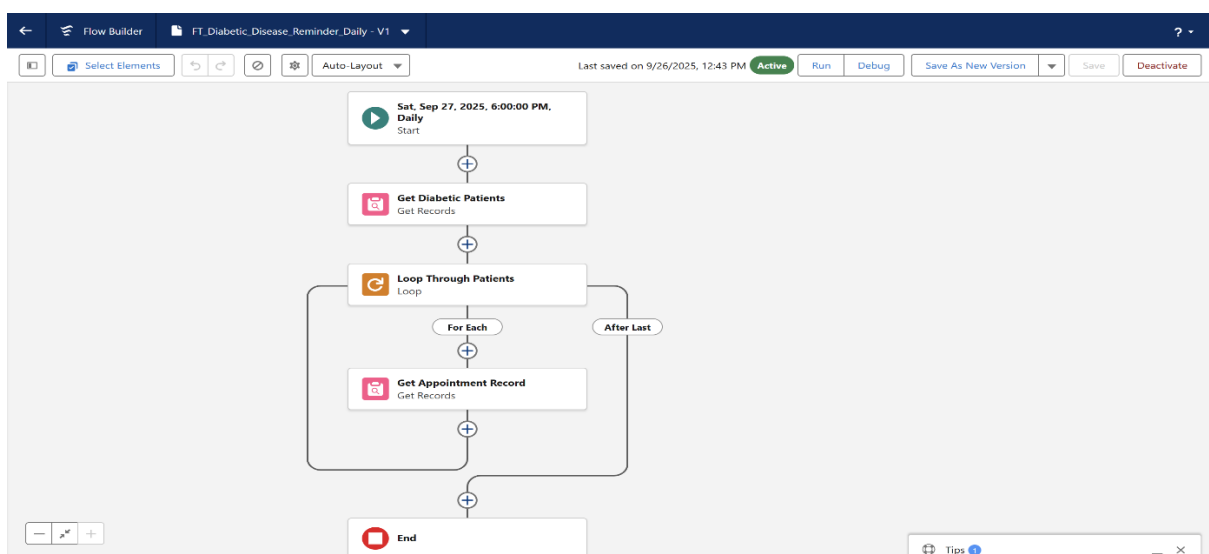 Flow Builder
FT_Diabetic_Disease_Reminder_Daily - V1
?
Select Elements
Auto-Layout
Last saved on 9/26/2025, 12:43 PM
Active
Run
Debug
Save As New Version
Save
Deactivate
Sat, Sep 27, 2025, 6:00:00 PM,
Daily
Start
Get Diabetic Patients
Get Records
Loop Through Patients
Loop
For Each
After Last
Get Appointment Record
Get Records
End
Tips 1